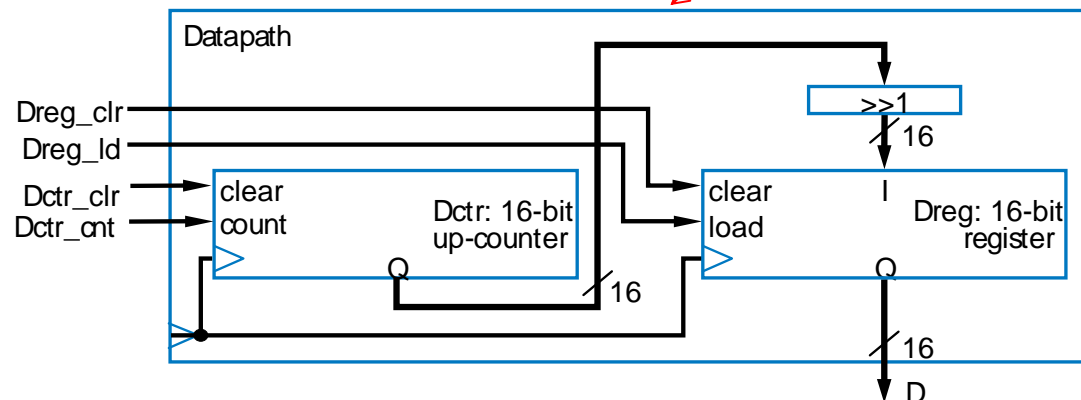 Datapath
Dreg_clr
Dreg_ld
Dctr_clr
Dctr_cnt
clear
count
Dctr: 16-bit
up-counter
Q
16
>>1
16
I
clear
load
Dreg: 16-bit
register
Q
16
D